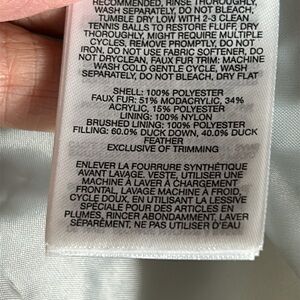 RECOMMENDED, RINSE THOROUGHLY,
WASH SEPARATELY, DO NOT BLEACH,
TUMBLE DRY LOW WITH 2-3 CLEAN
TENNIS BALLS TO RESTORE FLUFF, DRY
THOROUGHLY, MIGHT REQUIRE MULTIPLE
CYCLES, REMOVE PROMPTLY, DO NOT
IRON, DO NOT USE FABRIC SOFTENER, DO
NOT DRYCLEAN, FAUX FUR TRIM: MACHINE
WASH COLD GENTLE CYCLE, WASH
SEPARATELY, DO NOT BLEACH, DRY FLAT
SHELL: 100% POLYESTER
FAUX FUR: 51% MODACRYLIC, 34%
ACRYLIC, 15% POLYESTER
LINING: 100% NYLON
BRUSHED LINING: 100% POLYESTER
FILLING: 60.0% DUCK DOWN, 40.0% DUCK
FEATHER
EXCLUSIVE OF TRIMMING
ENLEVER LA FOURRURE SYNTHÉTIQUE
AVANT LAVAGE, VESTE, UTILISER UNE
MACHINE À LAVER À CHARGEMENT
FRONTAL, LAVAGE MACHINE A FROID,
CYCLE DOUX, EN UTILISANT LA LESSIVE
SPÉCIALE POUR DES ARTICLES EN
PLUMES, RINCER ABONDAMMENT, LAVER
SÉPARÉMENT, NE PAS UTILISER D'EAU